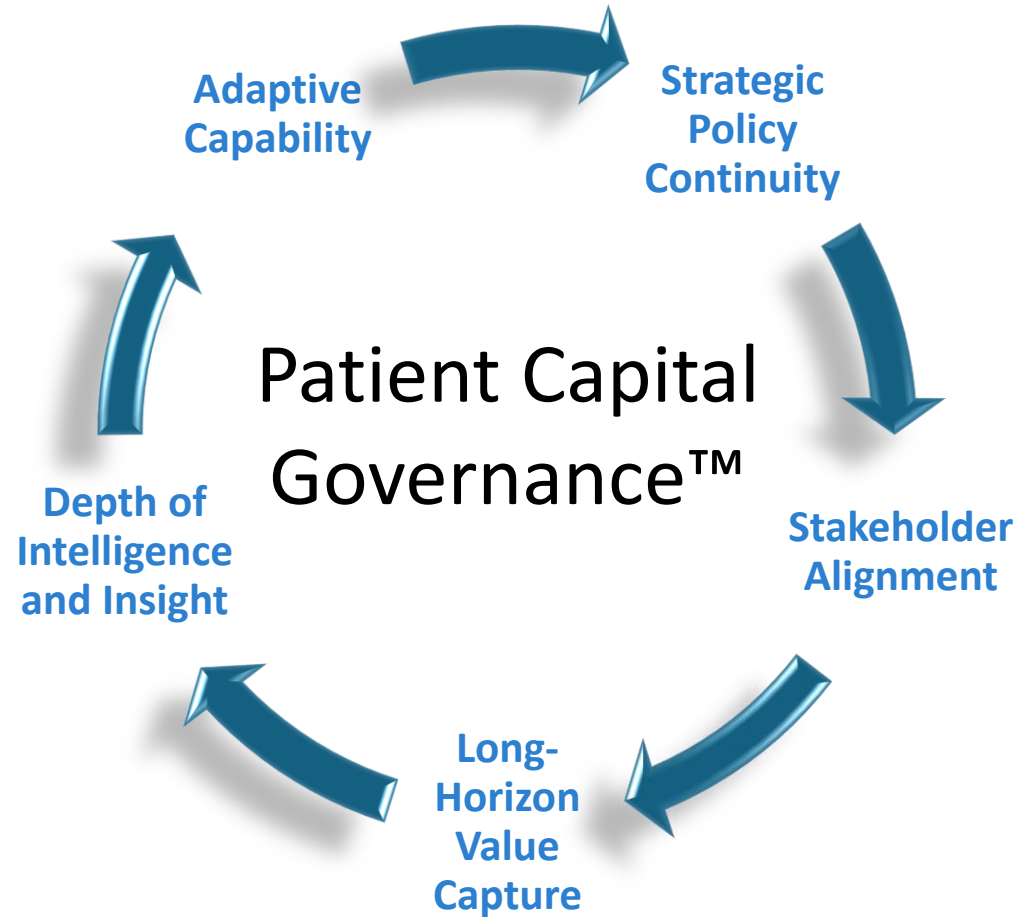 Adaptive
Capability
Strategic
Policy
Continuity
Patient Capital
Governance™
Stakeholder
Alignment
Depth of
Intelligence
and Insight
Long-
Horizon
Value
Capture